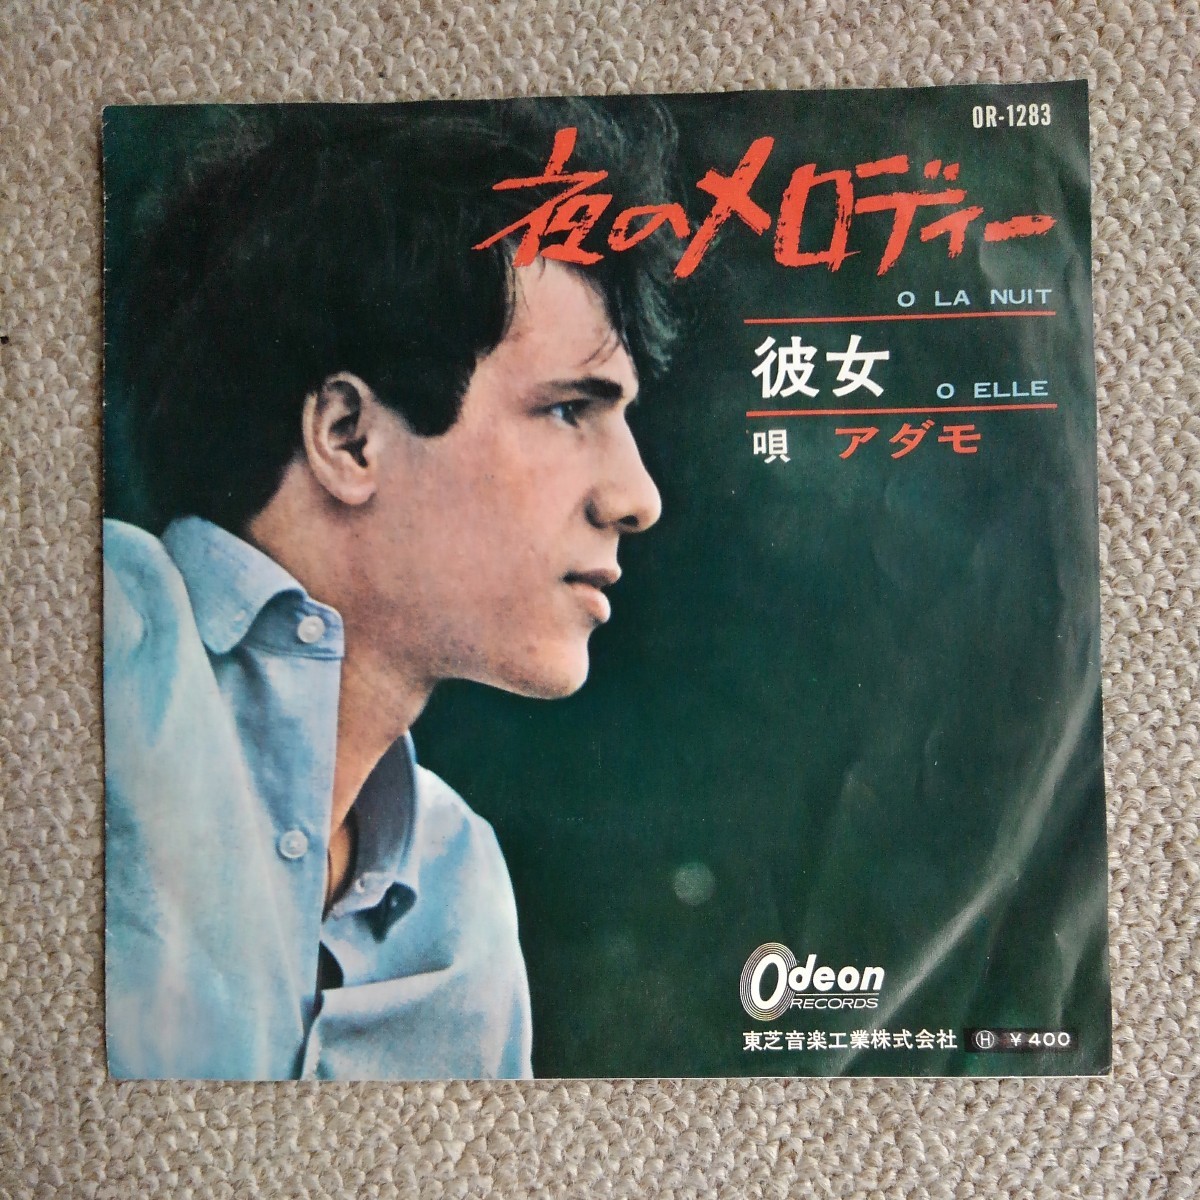 OR-1283
夜のメロディー
O LA NUIT
彼女 O ELLE
唄 アダモ
Odeon
RECORDS
東芝音楽工業株式会社 Ⓗ ¥400